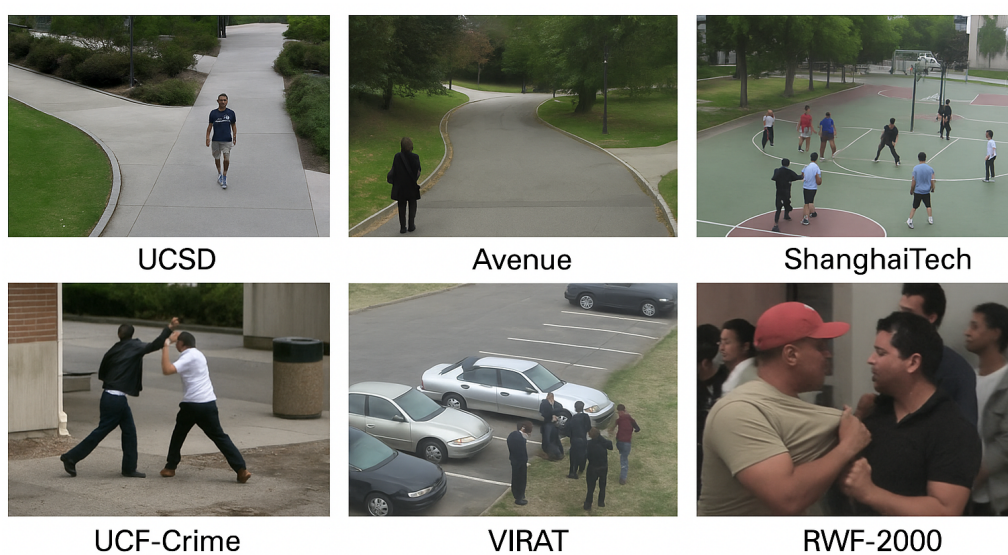 UCSD
Avenue
ShanghaiTech
UCF-Crime
VIRAT
RWF-2000